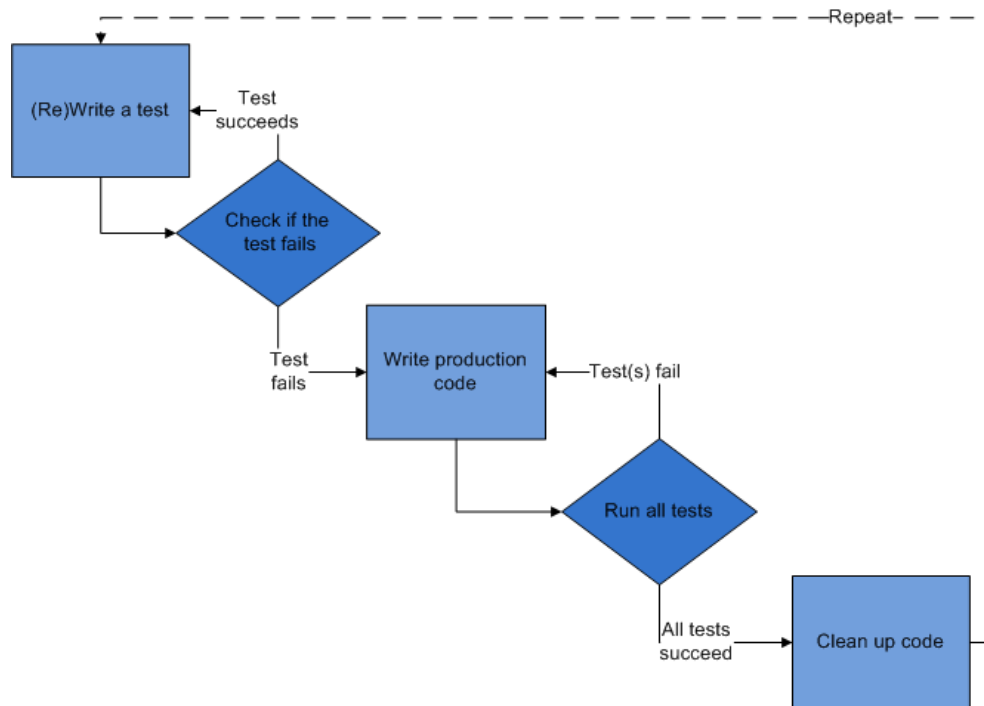 Repeat
(Re)Write a test
Test
succeeds
Check if the
test fails
Test
fails
Write production
code
Test(s) fail
Run all tests
All tests
succeed
Clean up code